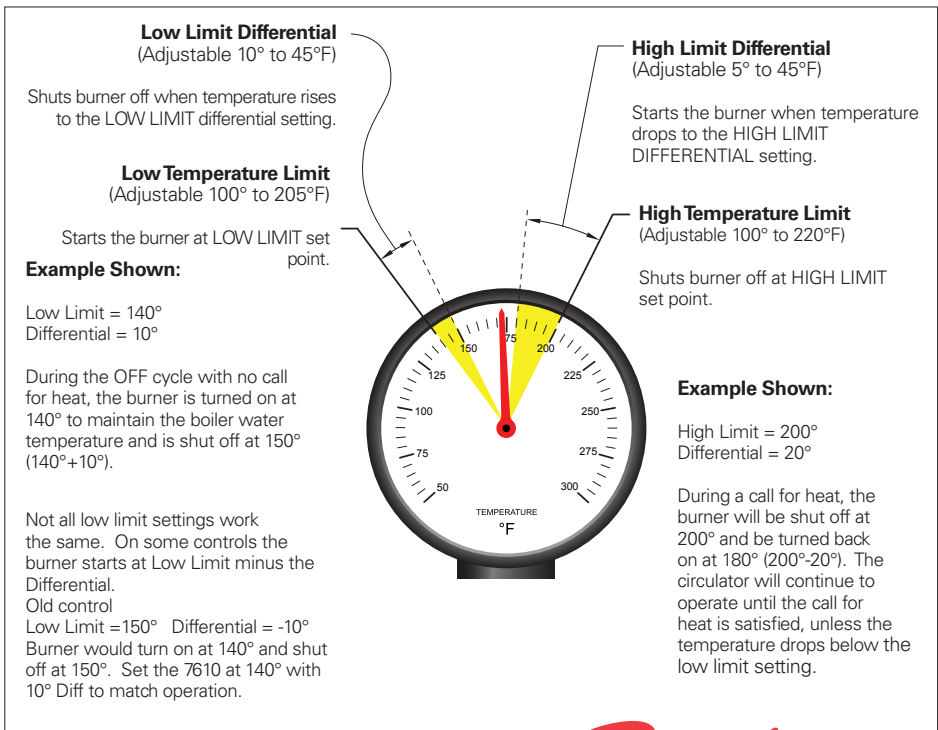 Low Limit Differential
(Adjustable 10° to 45°F)
Shuts burner off when temperature rises
to the LOW LIMIT differential setting.
Low Temperature Limit
(Adjustable 100° to 205°F)
Starts the burner at LOW LIMIT set
point.
Example Shown:
Low Limit = 140°
Differential = 10°
During the OFF cycle with no call
for heat, the burner is turned on at
140° to maintain the boiler water
temperature and is shut off at 150°
(140°+10°).
Not all low limit settings work
the same. On some controls the
burner starts at Low Limit minus the
Differential.
Old control
Low Limit =150° Differential = -10°
Burner would turn on at 140° and shut
off at 150°. Set the 7610 at 140° with
10° Diff to match operation.
High Limit Differential
(Adjustable 5° to 45°F)
Starts the burner when temperature
drops to the HIGH LIMIT
DIFFERENTIAL setting.
High Temperature Limit
(Adjustable 100° to 220°F)
Shuts burner off at HIGH LIMIT
set point.
Example Shown:
High Limit = 200°
Differential = 20°
During a call for heat, the
burner will be shut off at
200° and be turned back
on at 180° (200°-20°). The
circulator will continue to
operate until the call for
heat is satisfied, unless the
temperature drops below the
low limit setting.
50
75
100
125
150
200
225
250
275
300
TEMPERATURE
°F